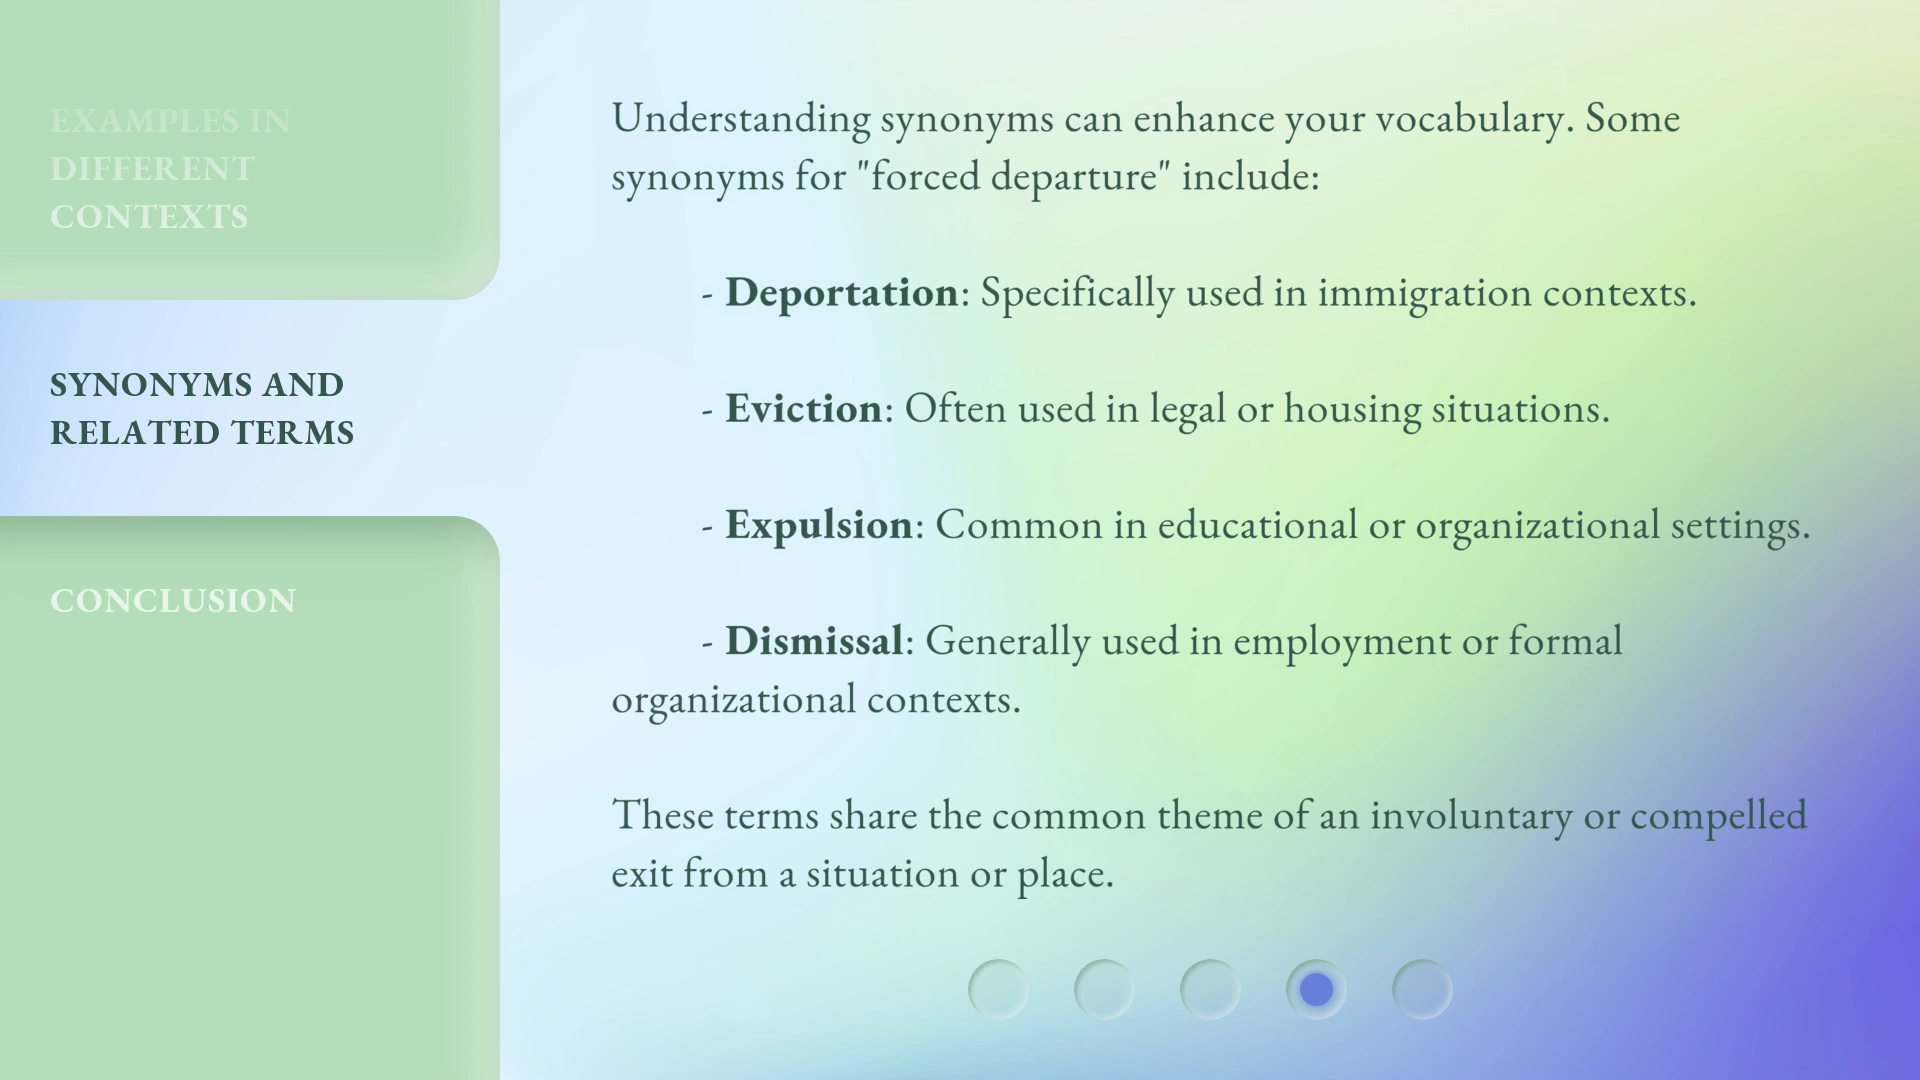 EXAMPLES IN
DIFFERENT
CONTEXTS
SYNONYMS AND
RELATED TERMS
CONCLUSION
Understanding synonyms can enhance your vocabulary. Some
synonyms for "forced departure" include:
- Deportation: Specifically used in immigration contexts.
- Eviction: Often used in legal or housing situations.
- Expulsion: Common in educational or organizational settings.
- Dismissal: Generally used in employment or formal
organizational contexts.
These terms share the common theme of an involuntary or compelled
exit from a situation or place.